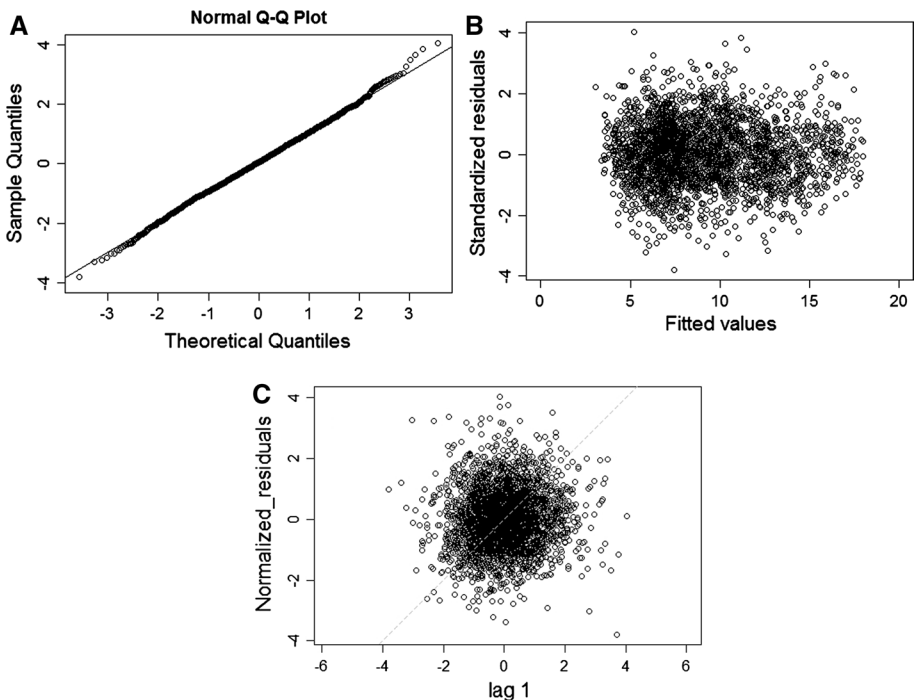 A
Normal Q-Q Plot
Sample Quantiles
4
2
0
-2
-4
-3 -2 -1 0 1 2 3
Theoretical Quantiles
B
Standardized residuals
4
2
0
-2
-4
0 5 10 15 20
Fitted values
C
Normalized_residuals
4
2
0
-2
-4
-6 -4 -2 0 2 4 6
lag 1